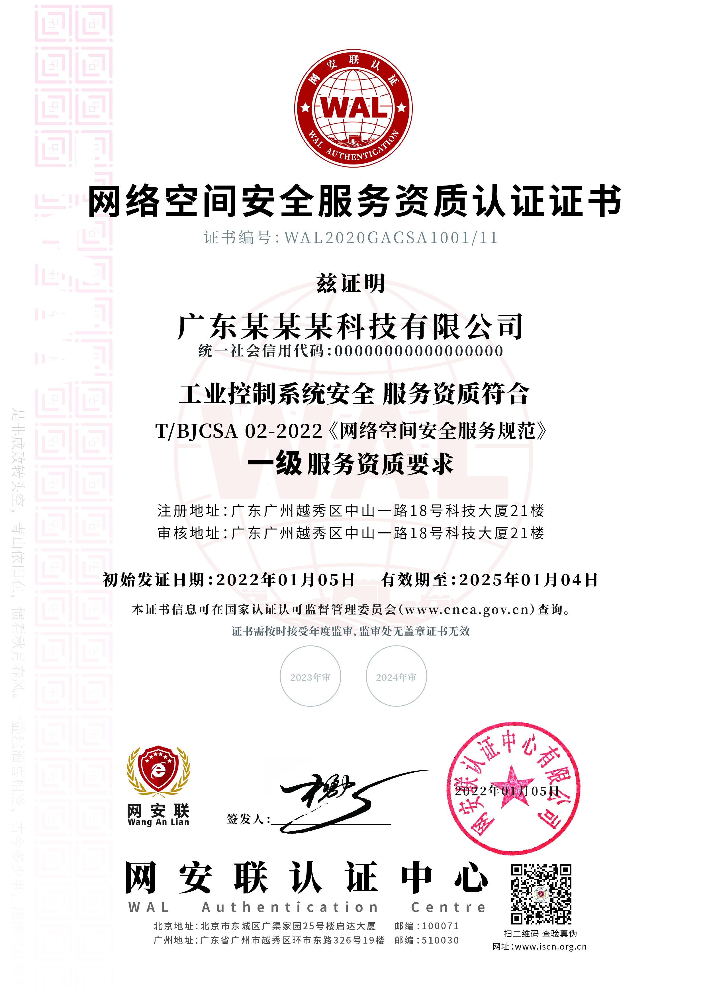 网安联认证
WAL
WAL AUTHENTICATION
网络空间安全服务资质认证证书
证书编号:WAL2020GACSA1001/11
兹证明
广东某某某科技有限公司
统一社会信用代码:00000000000000000
工业控制系统安全 服务资质符合
T/BJCSA 02-2022《网络空间安全服务规范》
一级 服务资质要求
注册地址:广东广州越秀区中山一路18号科技大厦21楼
审核地址:广东广州越秀区中山一路18号科技大厦21楼
初始发证日期:2022年01月05日 有效期至:2025年01月04日
本证书信息可在国家认证认可监督管理委员会(www.cnca.gov.cn)查询。
证书需按时接受年度监审,监审处无盖章证书无效
2023年审 2024年审
网安联
Wang An Lian
签发人:
网安联认证中心有限公司
2022年01月05日
网安联认证中心
WAL Authentication Centre
北京地址:北京市东城区广渠家园25号楼启达大厦 邮编:100071
广州地址:广东省广州市越秀区环市东路326号19楼 邮编:510030
扫二维码 查验真伪
网址:www.iscn.org.cn
WAL
是非成败转头空，青山依旧在，惯看秋月春风。一壶浊酒喜相逢，古今多少事，